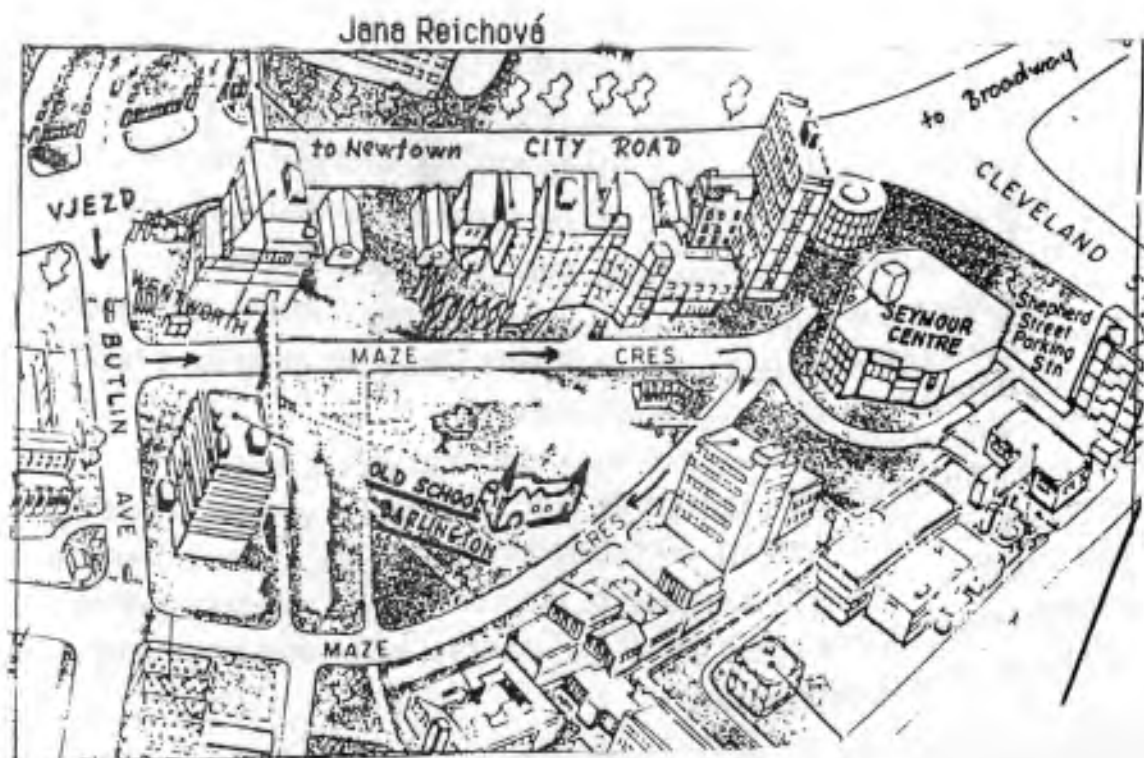 Jana Reichová
to Broadway
to Newtown
CITY ROAD
CLEVELAND
VJEZD
WENTWORTH
SEYMOUR
CENTRE
Shepherd
Street
Parking
Stn
BUTLIN
AVE
MAZE
CRES.
OLD SCHOOL
DARLINGTON
CRES
MAZE